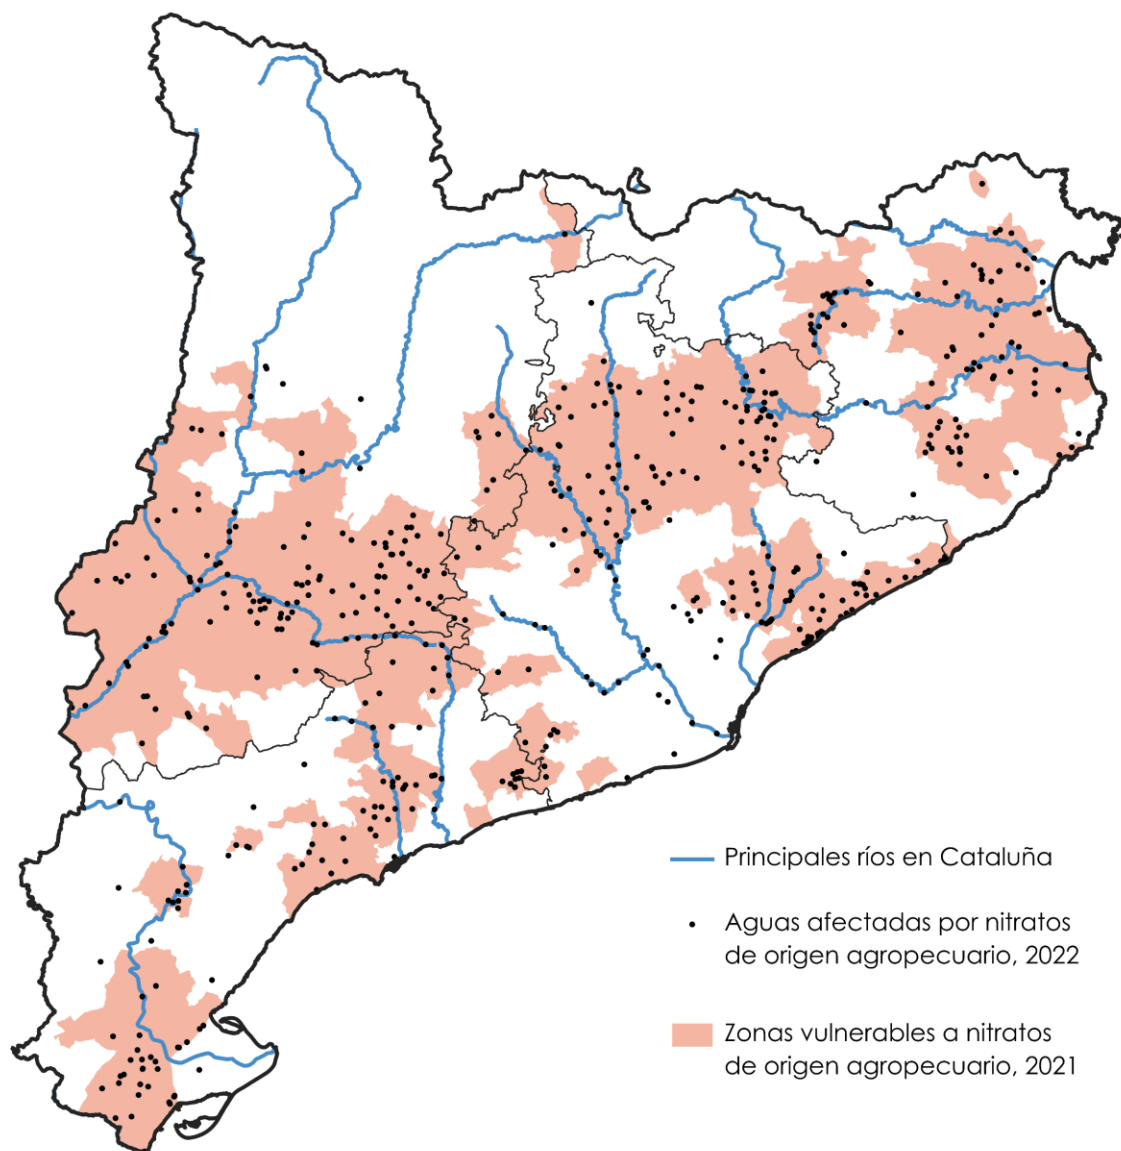 Principales ríos en Cataluña
Aguas afectadas por nitratos
de origen agropecuario, 2022
Zonas vulnerables a nitratos
de origen agropecuario, 2021